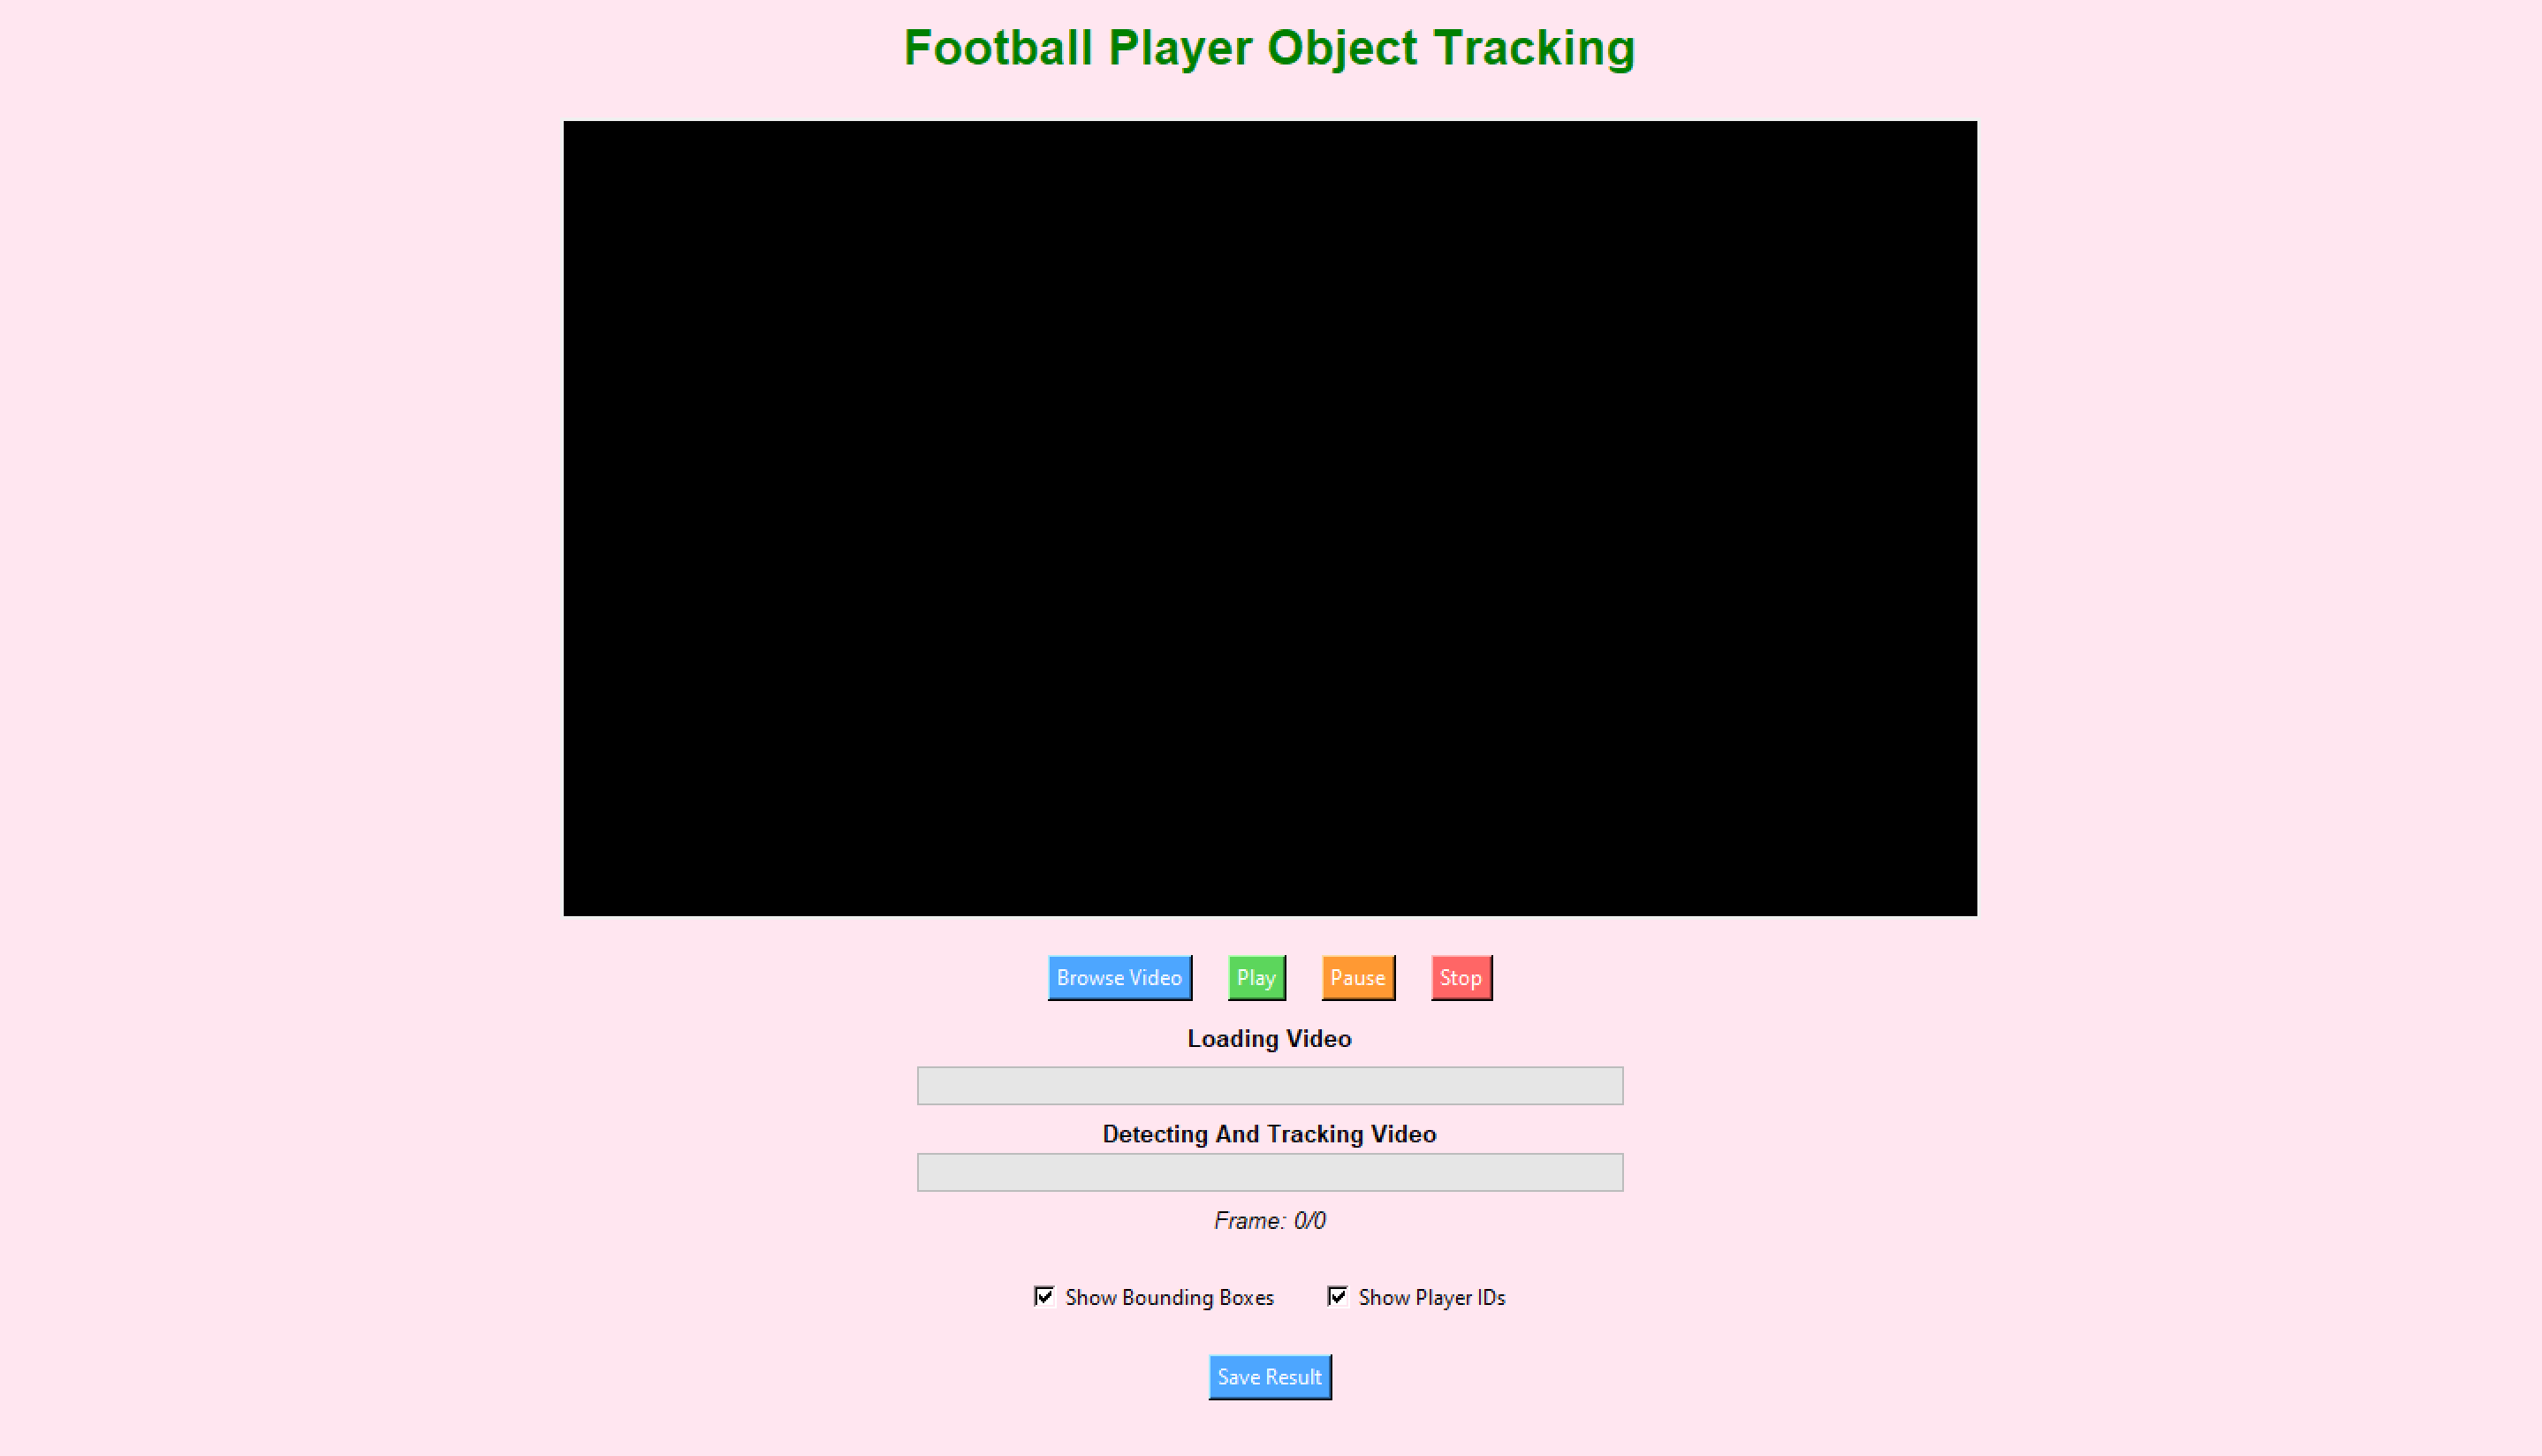 Football Player Object Tracking
Browse Video Play Pause Stop
Loading Video
Detecting And Tracking Video
Frame: 0/0
Show Bounding Boxes Show Player IDs
Save Result